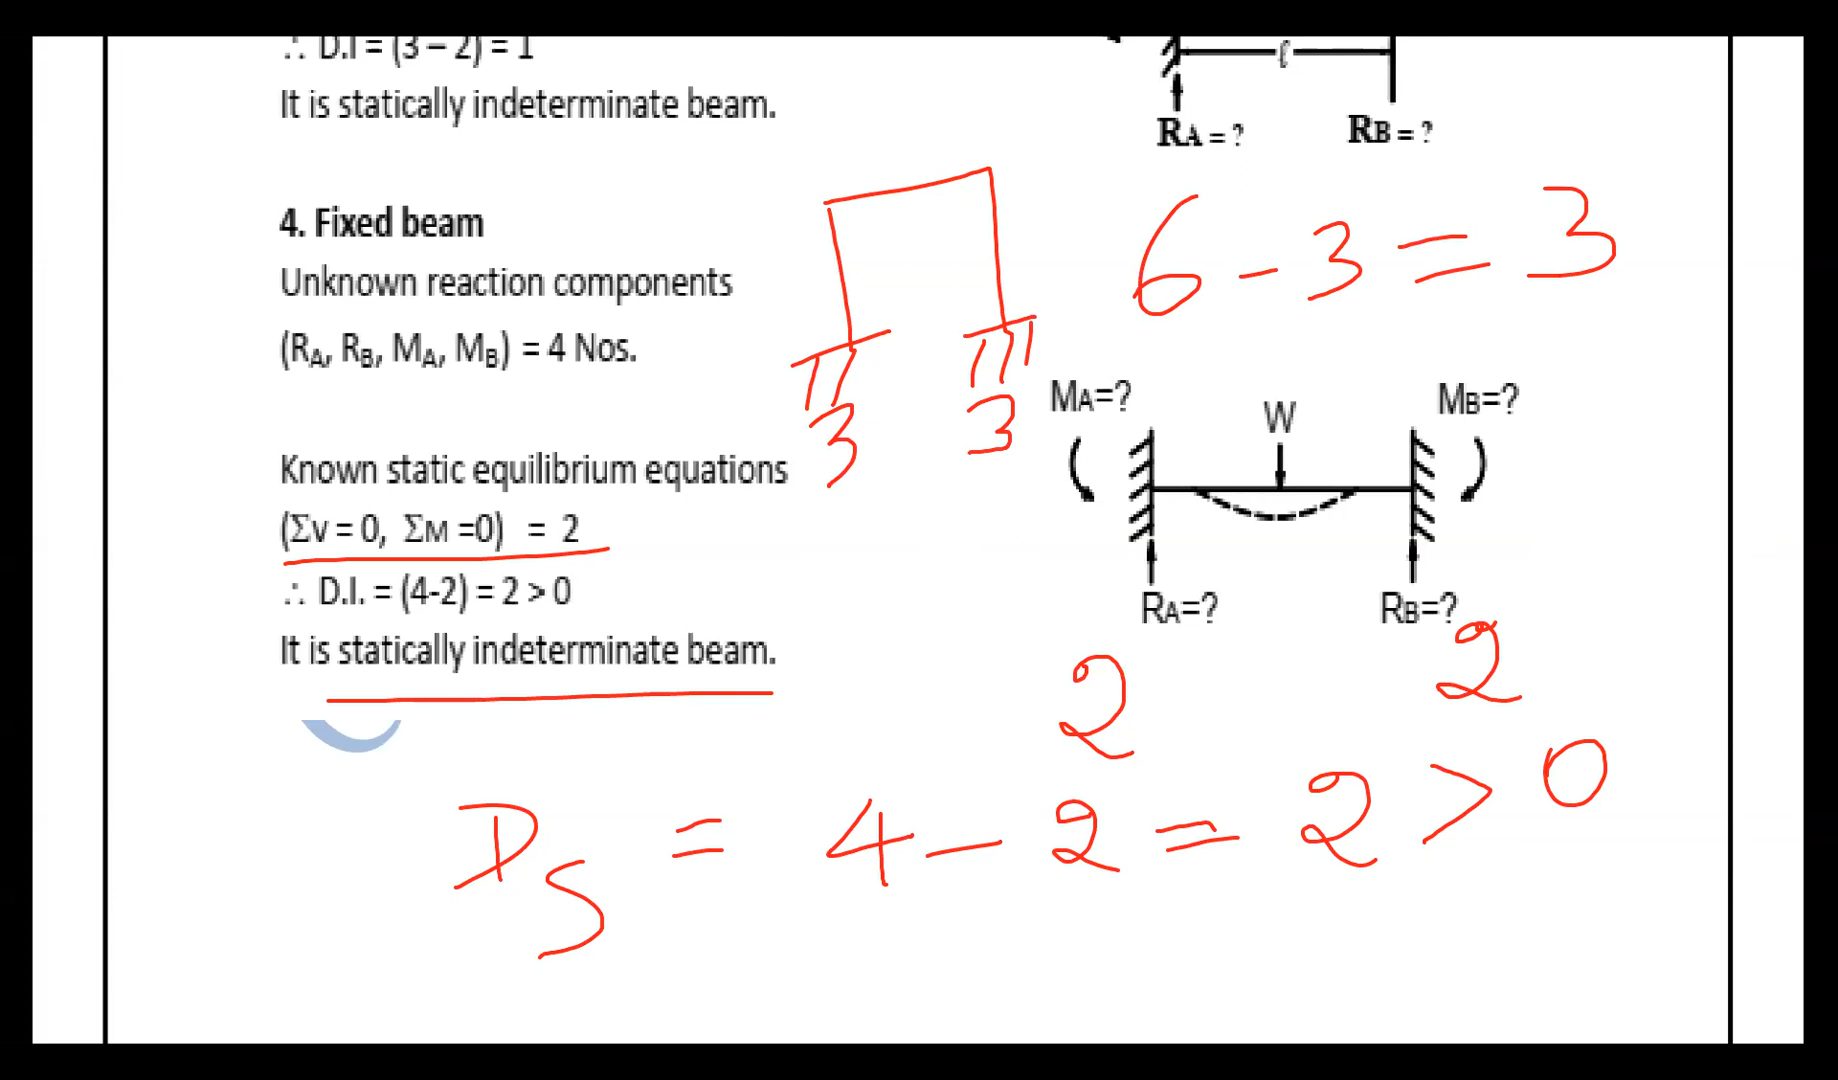 ∴ D.I = (3 – 2) = 1
It is statically indeterminate beam.
ℓ
RA = ?
RB = ?
4. Fixed beam
Unknown reaction components
(RA, RB, MA, MB) = 4 Nos.
6 - 3 = 3
3
3
MA=?
W
MB=?
Known static equilibrium equations
(ΣV = 0, ΣM =0) = 2
∴ D.I. = (4-2) = 2 > 0
It is statically indeterminate beam.
RA=?
RB=?
2
2
DS = 4 - 2 = 2 > 0